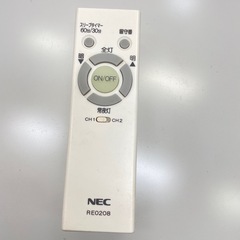 スリープタイマー
60分/30分
留守番
全灯
明
明
ON/OFF
常夜灯
CH1
CH2
NEC
RE0208